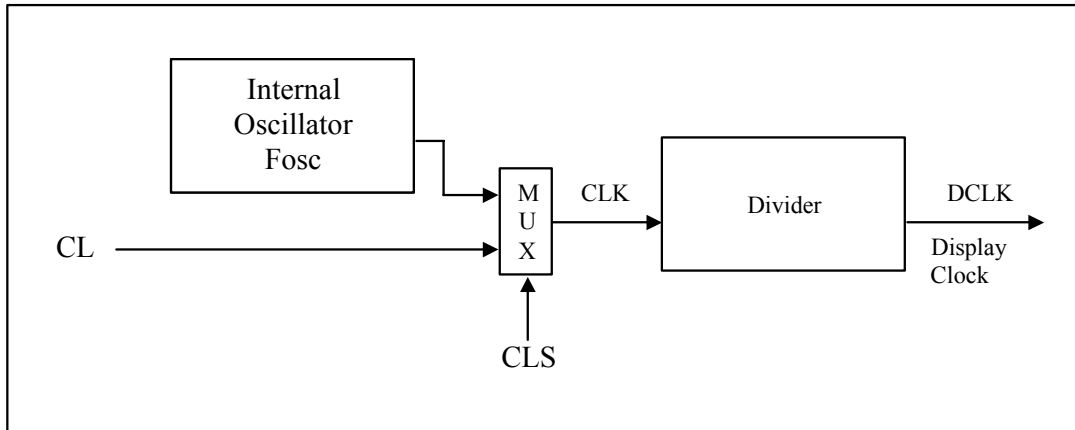 Internal
Oscillator
Fosc
CL
M
U
X
CLS
CLK
Divider
DCLK
Display
Clock